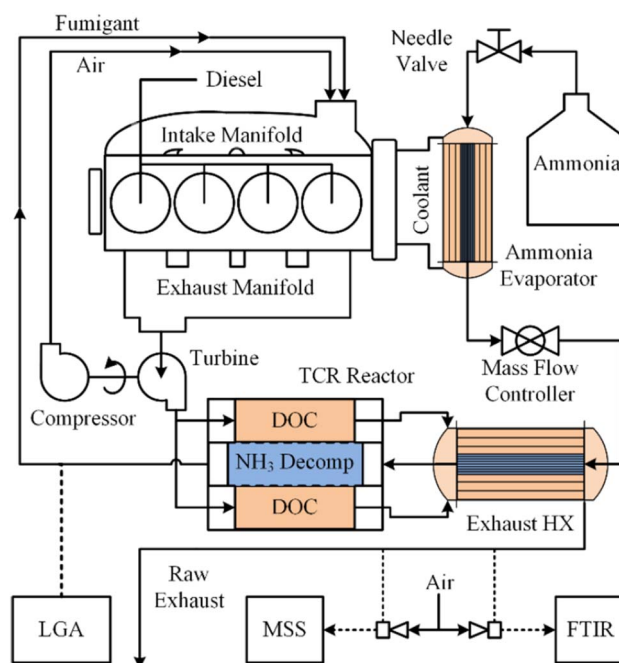 Fumigant
Air
Diesel
Needle
Valve
Intake Manifold
Coolant
Ammonia
Ammonia
Evaporator
Exhaust Manifold
Turbine
Compressor
TCR Reactor
Mass Flow
Controller
DOC
NH₃ Decomp
DOC
Exhaust HX
Raw
Exhaust
Air
LGA
MSS
FTIR